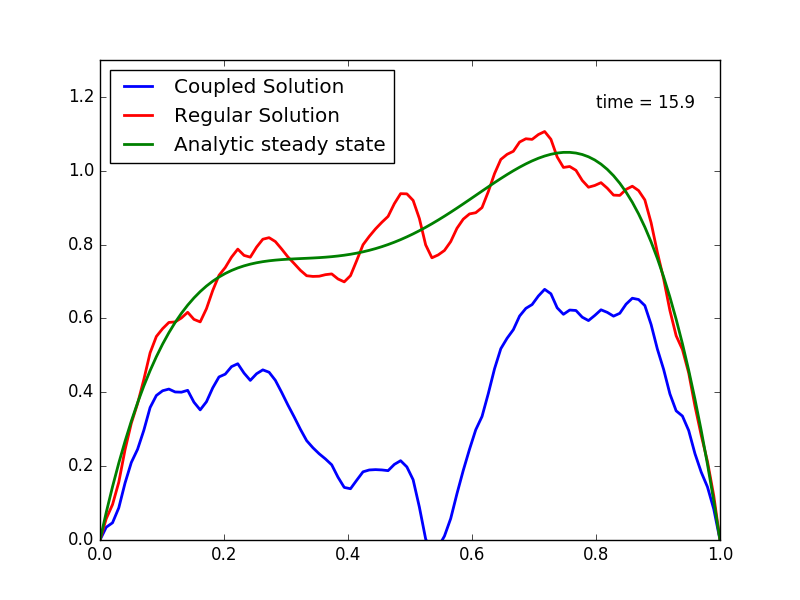 Coupled Solution
Regular Solution
Analytic steady state
time = 15.9
1.2
1.0
0.8
0.6
0.4
0.2
0.0
0.0 0.2 0.4 0.6 0.8 1.0